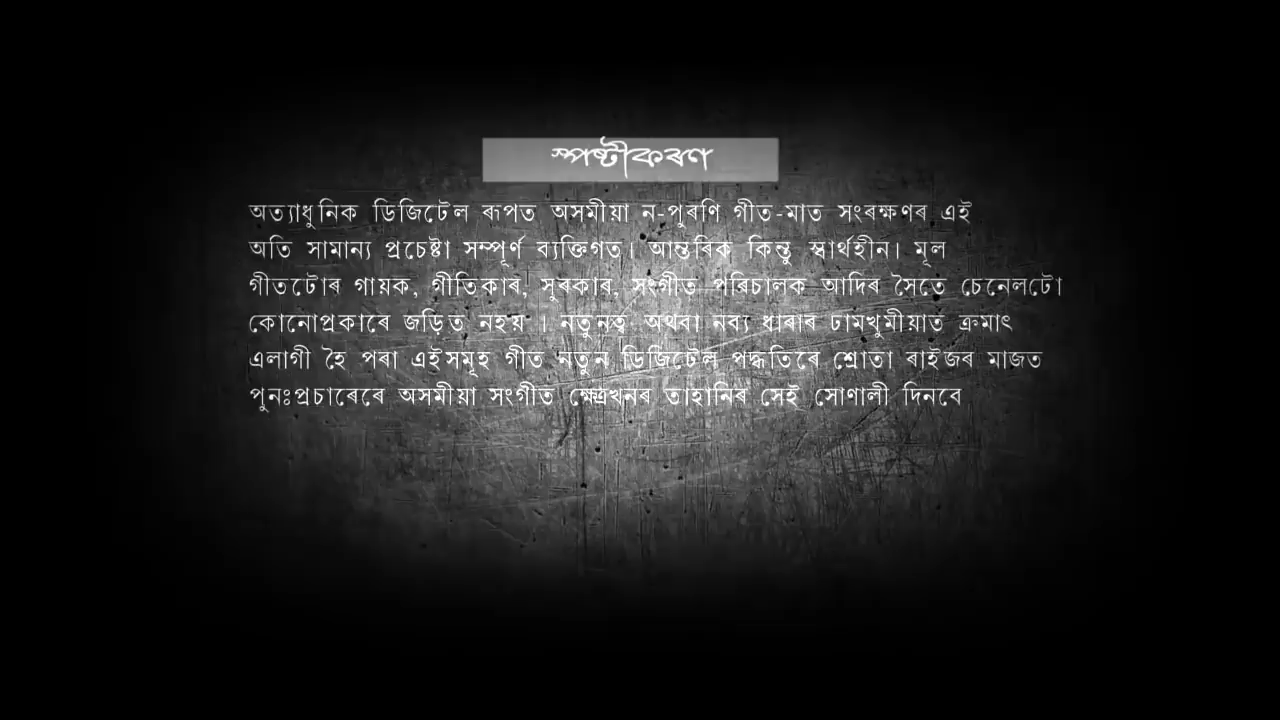 স্পষ্টীকৰণ
অত্যাধুনিক ডিজিটেল ৰূপত অসমীয়া ন-পুৰণি গীত-মাত সংৰক্ষণৰ এই
অতি সামান্য প্ৰচেষ্টা সম্পূৰ্ণ ব্যক্তিগত। আন্তৰিক কিন্তু স্বাৰ্থহীন। মূল
গীতটোৰ গায়ক, গীতিকাৰ, সুৰকাৰ, সংগীত পৰিচালক আদিৰ সৈতে চেনেলটো
কোনোপ্ৰকাৰে জড়িত নহয় । নতুনত্ব অথবা নব্য ধাৰাৰ ঢামখুমীয়াত ক্ৰমাৎ
এলাগী হৈ পৰা এইসমূহ গীত নতুন ডিজিটেল পদ্ধতিৰে শ্ৰোতা ৰাইজৰ মাজত
পুনঃপ্ৰচাৰেৰে অসমীয়া সংগীত ক্ষেত্ৰখনৰ তাহানিৰ সেই সোণালী দিনবে